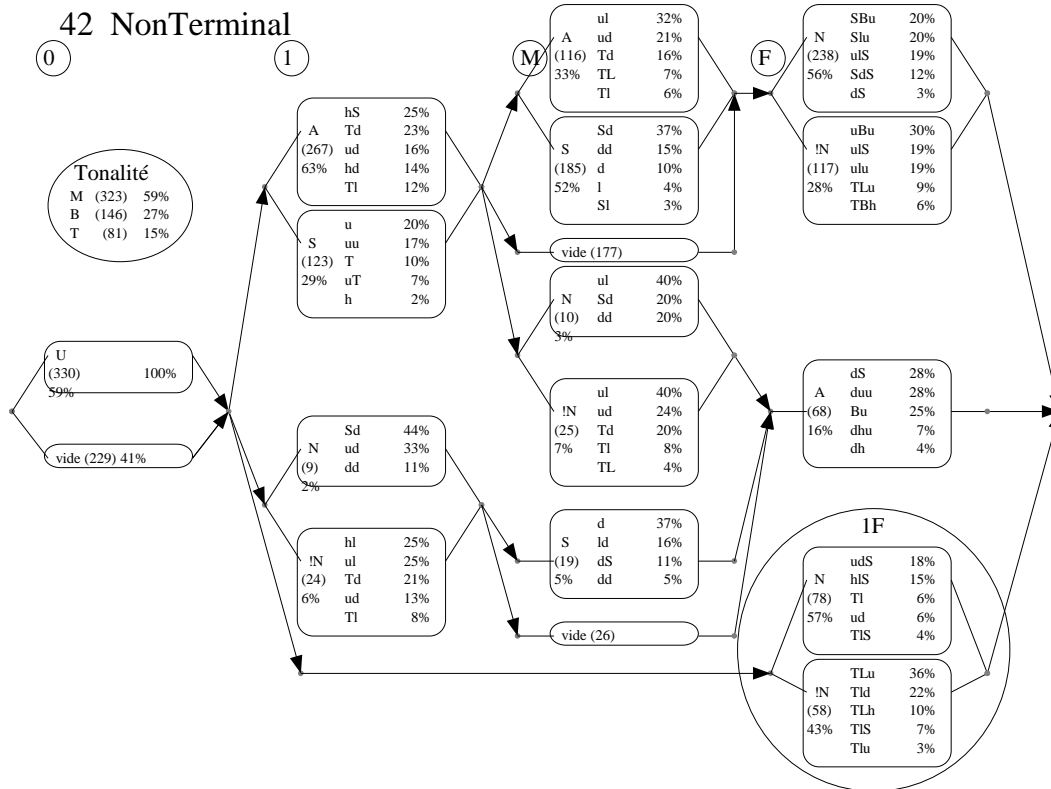 42 NonTerminal
0
1
M
F
Tonalité
M (323) 59%
B (146) 27%
T (81) 15%
U
(330) 100%
59%
vide (229) 41%
hS 25%
A Td 23%
(267) ud 16%
63% hd 14%
Tl 12%
u 20%
S uu 17%
(123) T 10%
29% uT 7%
h 2%
Sd 44%
N ud 33%
(9) dd 11%
2%
hl 25%
!N ul 25%
(24) Td 21%
6% ud 13%
Tl 8%
ul 32%
A ud 21%
(116) Td 16%
33% TL 7%
Tl 6%
Sd 37%
S dd 15%
(185) d 10%
52% l 4%
Sl 3%
vide (177)
ul 40%
N Sd 20%
(10) dd 20%
3%
ul 40%
!N ud 24%
(25) Td 20%
7% Tl 8%
TL 4%
d 37%
S ld 16%
(19) dS 11%
5% dd 5%
vide (26)
SBu 20%
N Slu 20%
(238) ulS 19%
56% SdS 12%
dS 3%
uBu 30%
!N ulS 19%
(117) ulu 19%
28% TLu 9%
TBh 6%
dS 28%
A duu 28%
(68) Bu 25%
16% dhu 7%
dh 4%
1F
udS 18%
N hlS 15%
(78) Tl 6%
57% ud 6%
TlS 4%
TLu 36%
!N Tld 22%
(58) TLh 10%
43% TlS 7%
Tlu 3%